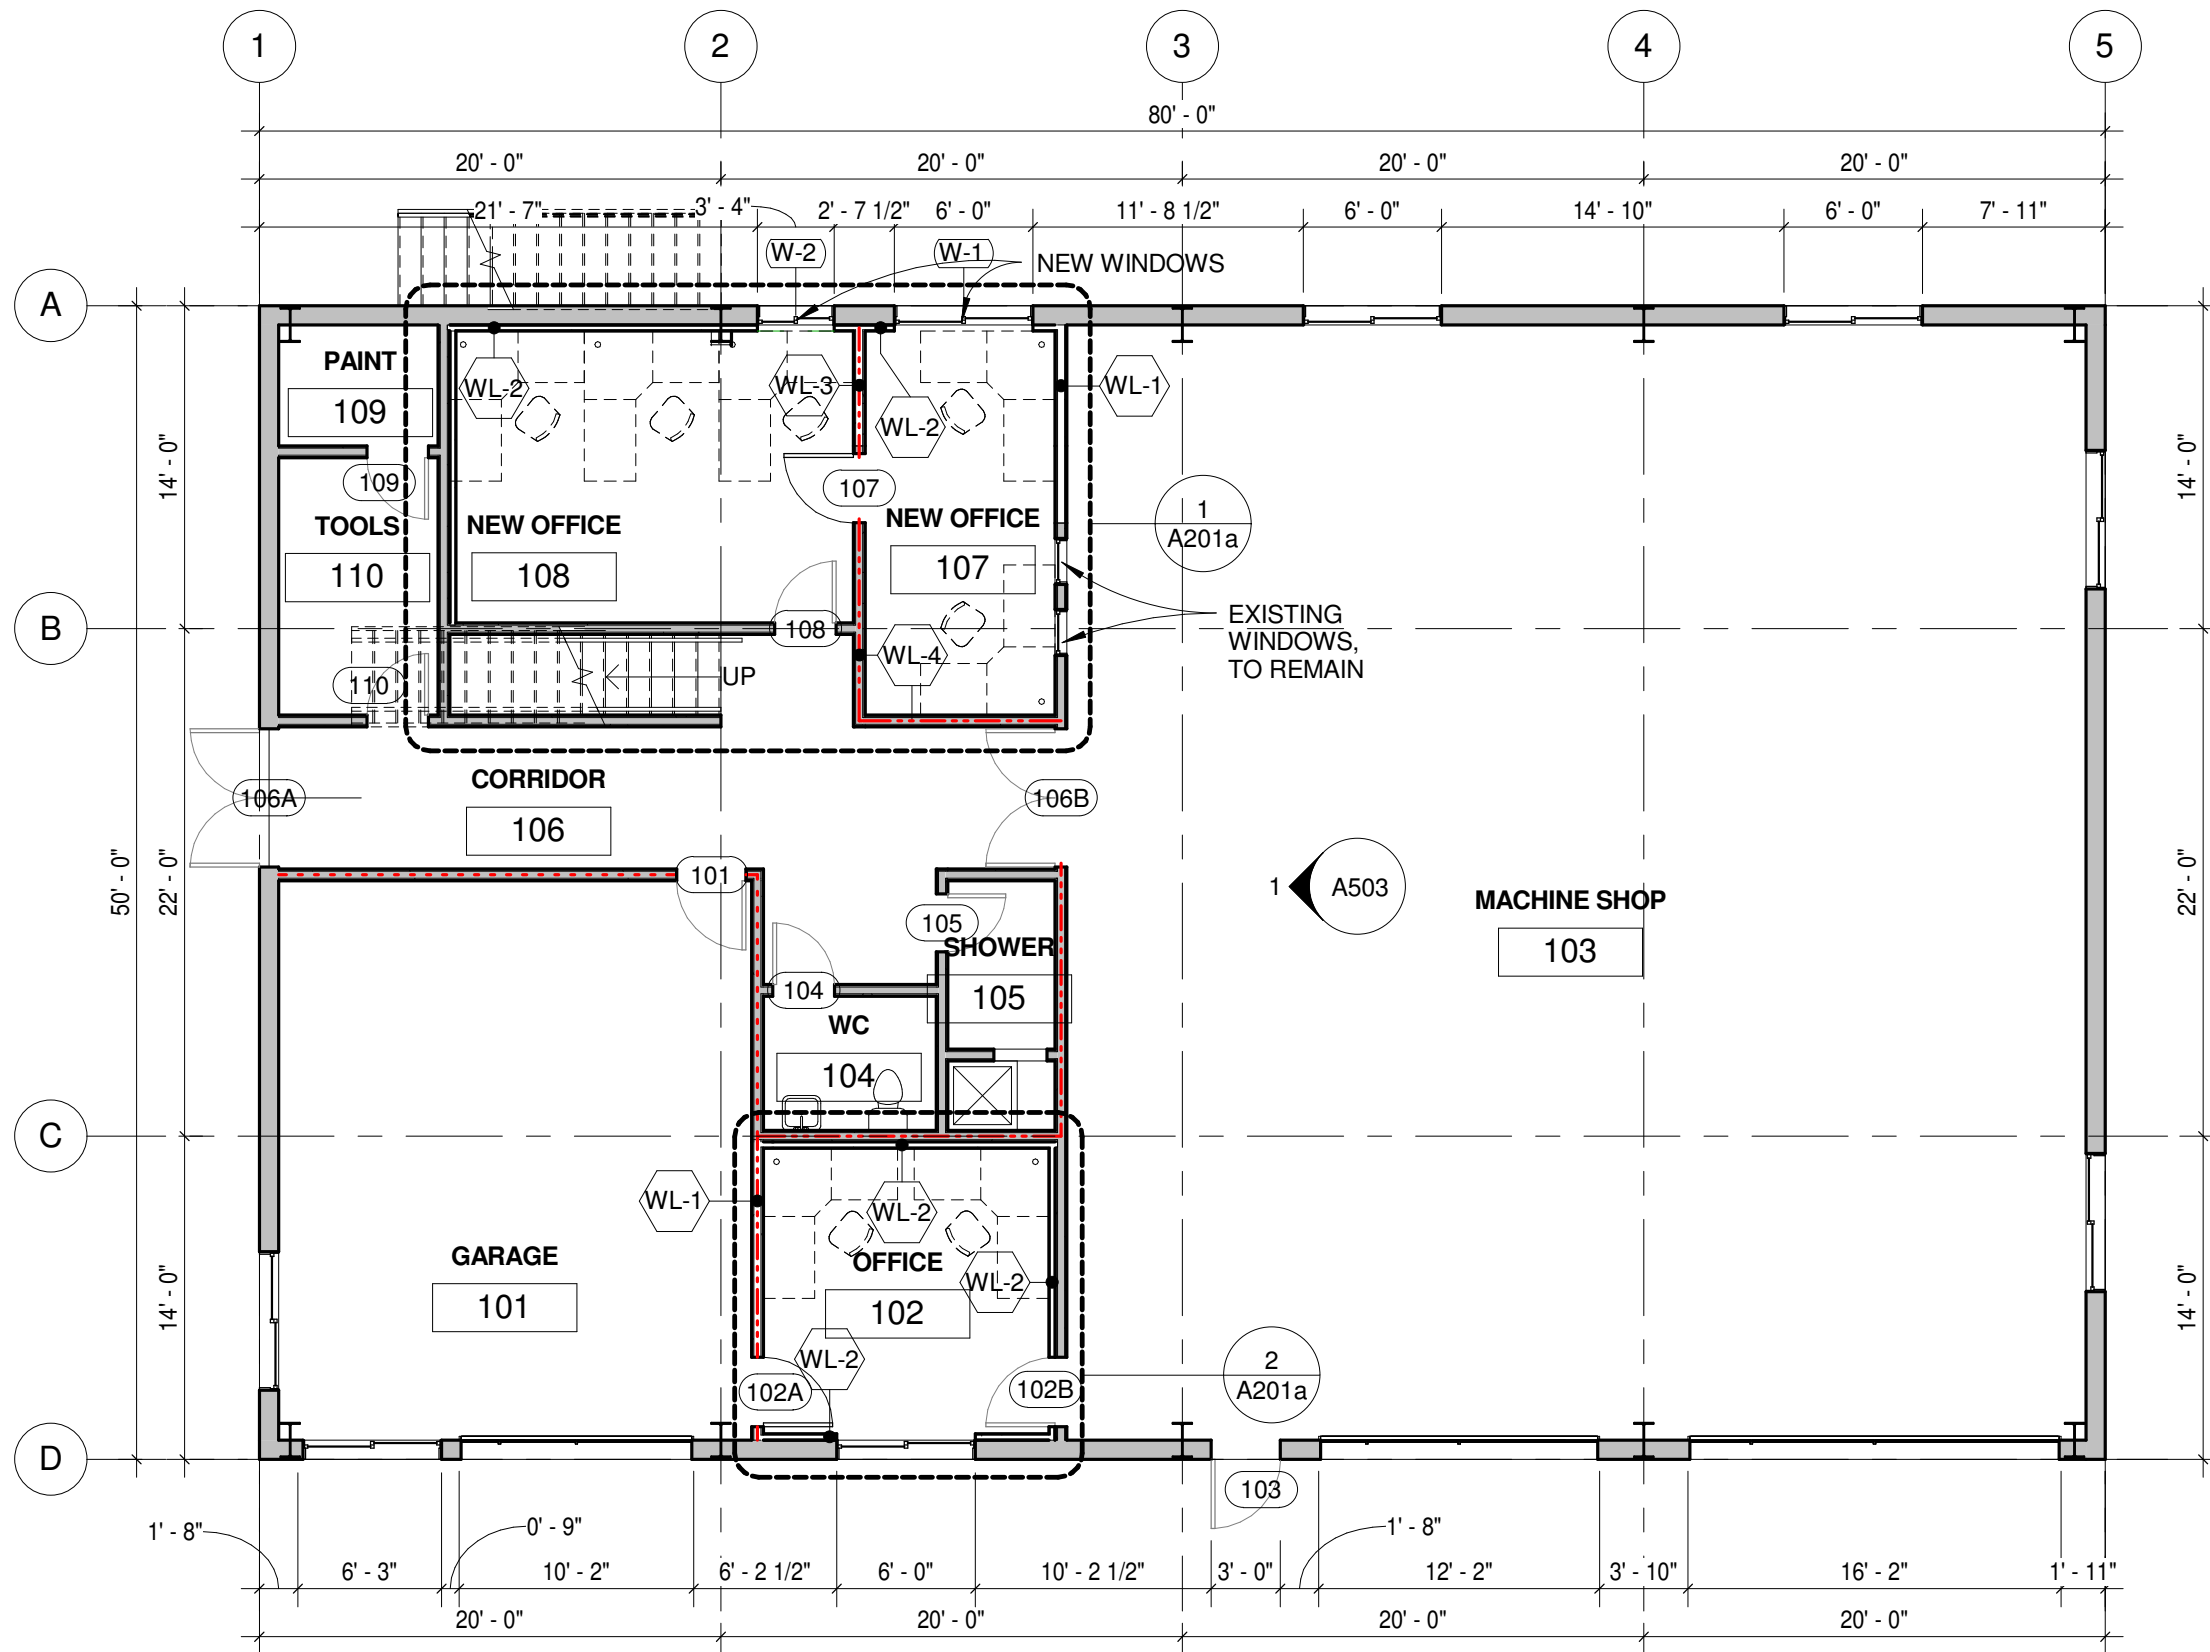 1 2 3 4 5
80' - 0"
20' - 0" 20' - 0" 20' - 0" 20' - 0"
21' - 7" 3' - 4" 2' - 7 1/2" 6' - 0" 11' - 8 1/2" 6' - 0" 14' - 10" 6' - 0" 7' - 11"
W-2 W-1 NEW WINDOWS
A
PAINT
109
WL-2 WL-3 WL-2 WL-1
14' - 0" 14' - 0"
109 107
TOOLS
110
NEW OFFICE
108
NEW OFFICE
107
1
A201a
B
108
EXISTING
WINDOWS,
TO REMAIN
WL-4
110 UP
CORRIDOR
106
106A 106B
50' - 0" 22' - 0" 22' - 0"
101
1 A503
MACHINE SHOP
103
105
SHOWER
105
104
WC
104
C
WL-1 WL-2
GARAGE
101
OFFICE
102
WL-2
WL-2
14' - 0" 14' - 0"
102A 102B
2
A201a
D
103
1' - 8" 0' - 9" 1' - 8"
6' - 3" 10' - 2" 6' - 2 1/2" 6' - 0" 10' - 2 1/2" 3' - 0" 12' - 2" 3' - 10" 16' - 2" 1' - 11"
20' - 0" 20' - 0" 20' - 0" 20' - 0"